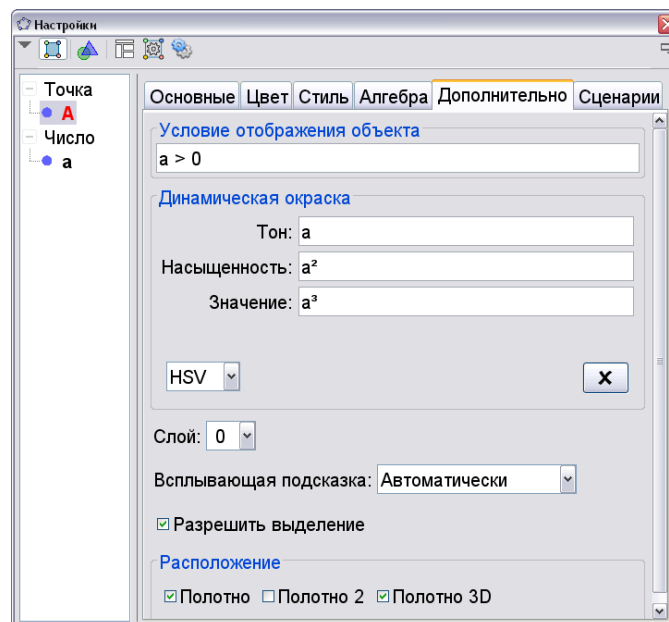 Настройки
Точка
A
Число
a
Основные Цвет Стиль Алгебра Дополнительно Сценарии
Условие отображения объекта
a > 0
Динамическая окраска
Тон: a
Насыщенность: a²
Значение: a³
HSV
x
Слой: 0
Всплывающая подсказка: Автоматически
Разрешить выделение
Расположение
Полотно Полотно 2 Полотно 3D